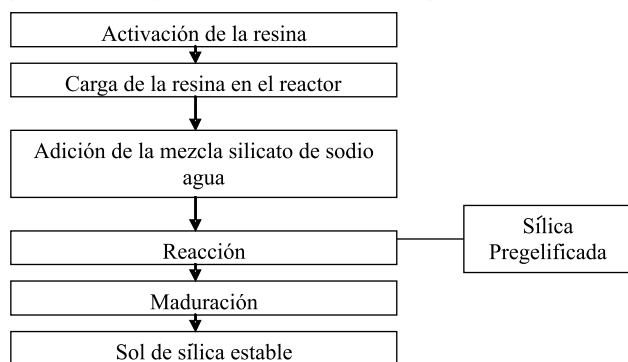 Activación de la resina
Carga de la resina en el reactor
Adición de la mezcla silicato de sodio
agua
Reacción
Sílica
Pregelificada
Maduración
Sol de sílica estable